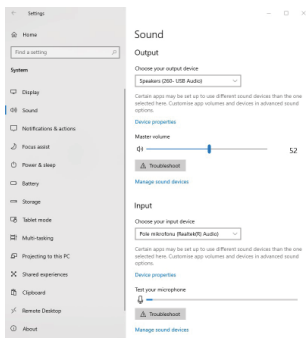 Settings
Home
Find a setting
System
Display
Sound
Notifications & actions
Focus assist
Power & sleep
Battery
Storage
Tablet mode
Multi-tasking
Projecting to this PC
Shared experiences
Clipboard
Remote Desktop
About
Sound
Output
Choose your output device
Speakers (260- USB Audio)
Certain apps may be set up to use different sound devices than the one
selected here. Customise app volumes and devices in advanced sound
options.
Device properties
Master volume
52
Troubleshoot
Manage sound devices
Input
Choose your input device
Pole mikrofonu (Realtek(R) Audio)
Certain apps may be set up to use different sound devices than the one
selected here. Customise app volumes and devices in advanced sound
options.
Device properties
Test your microphone
Troubleshoot
Manage sound devices